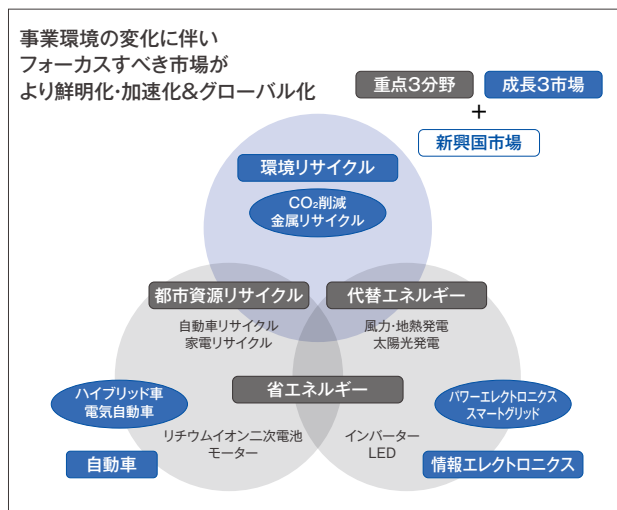 事業環境の変化に伴い
フォーカスすべき市場が
より鮮明化・加速化&グローバル化
重点3分野
成長3市場
+
新興国市場
環境リサイクル
CO₂削減
金属リサイクル
都市資源リサイクル
代替エネルギー
自動車リサイクル
家電リサイクル
風力・地熱発電
太陽光発電
省エネルギー
ハイブリッド車
電気自動車
パワーエレクトロニクス
スマートグリッド
リチウムイオン二次電池
モーター
インバーター
LED
自動車
情報エレクトロニクス